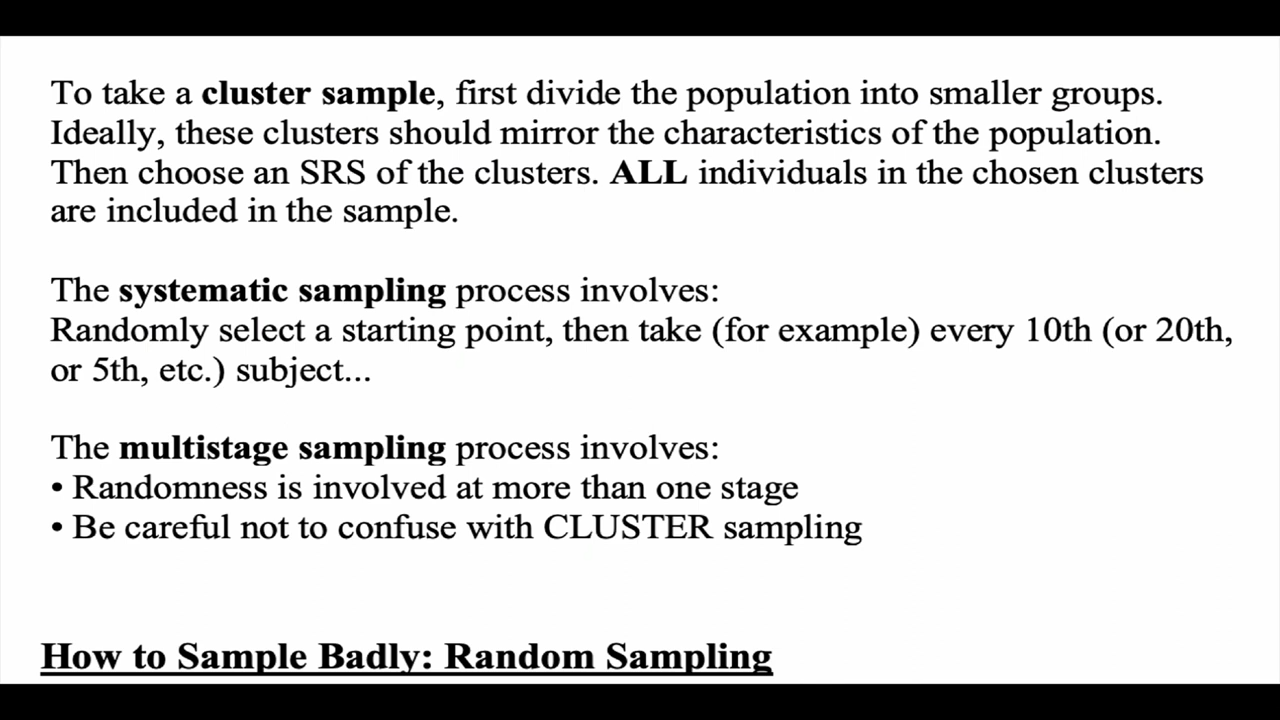 To take a cluster sample, first divide the population into smaller groups.
Ideally, these clusters should mirror the characteristics of the population.
Then choose an SRS of the clusters. ALL individuals in the chosen clusters
are included in the sample.
The systematic sampling process involves:
Randomly select a starting point, then take (for example) every 10th (or 20th,
or 5th, etc.) subject...
The multistage sampling process involves:
• Randomness is involved at more than one stage
• Be careful not to confuse with CLUSTER sampling
How to Sample Badly: Random Sampling